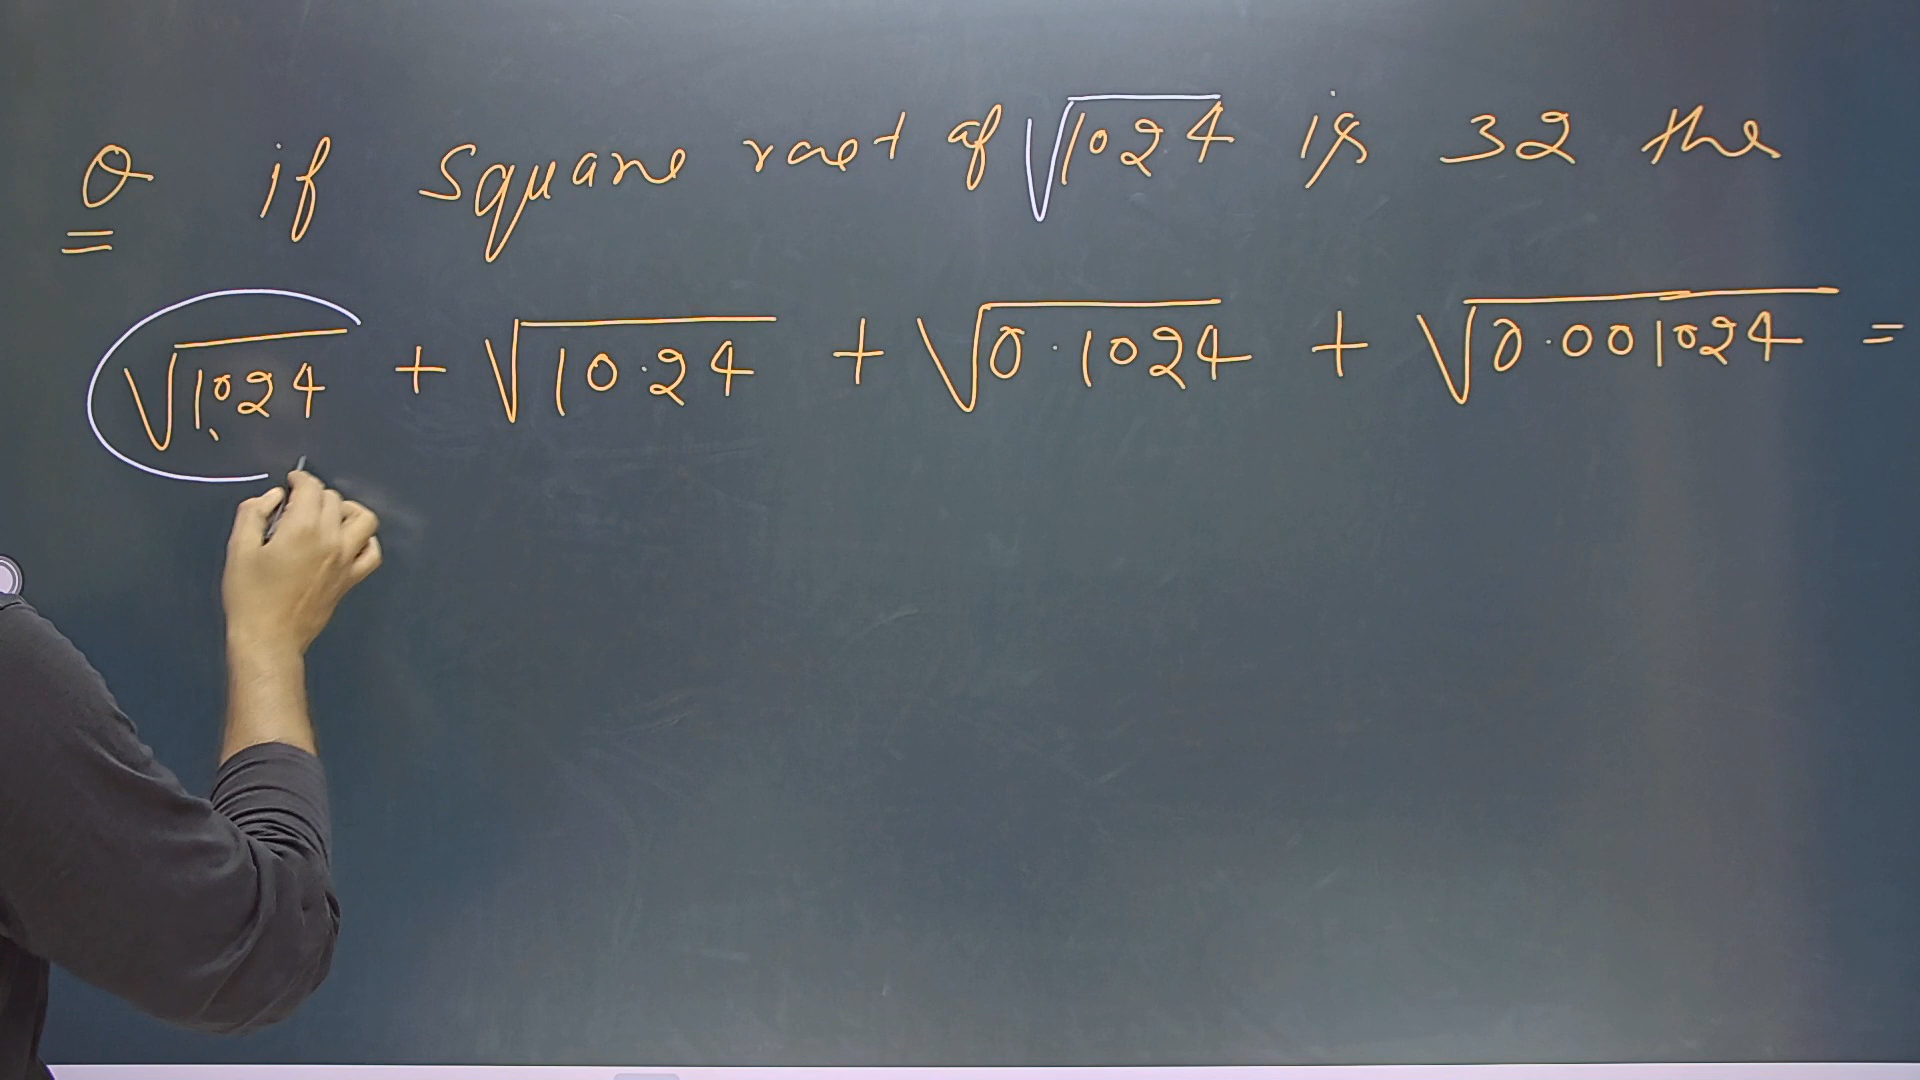 Q if square root of √1024 is 32 the
√1024 + √10.24 + √0.1024 + √0.001024 =